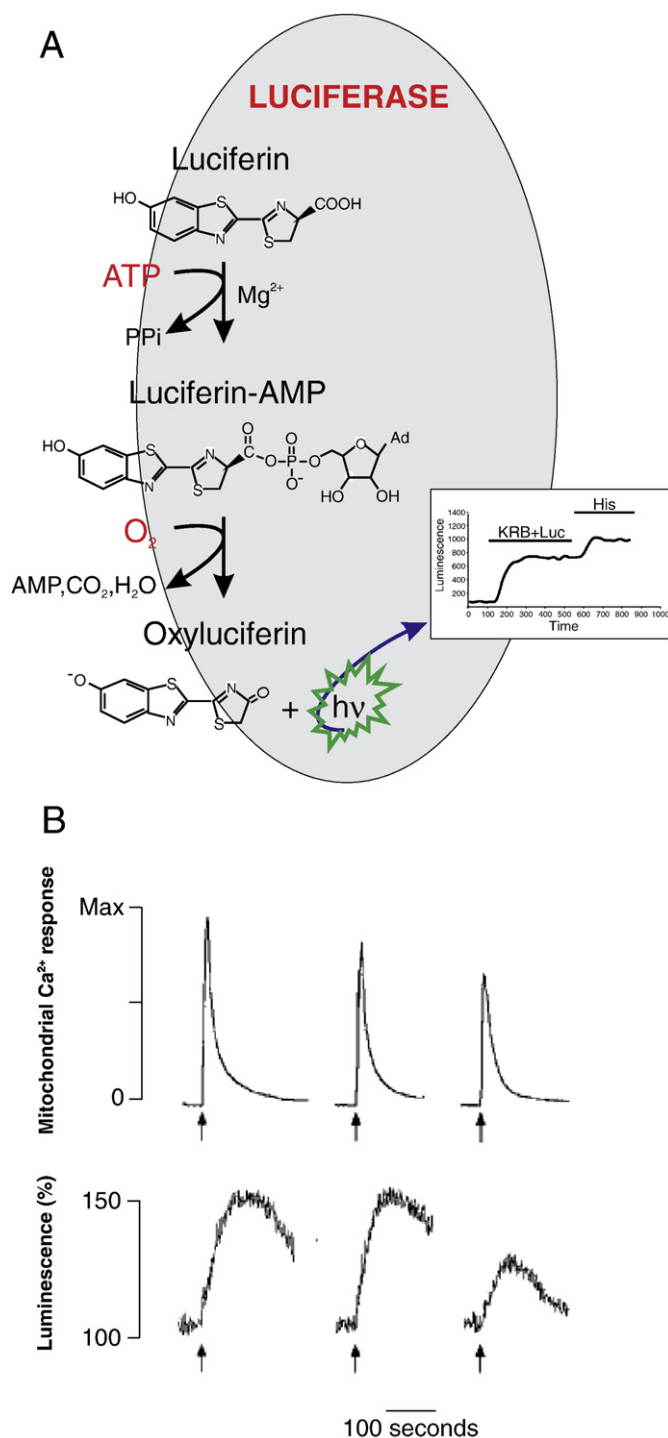 A
LUCIFERASE
Luciferin
HO
S
N
N
S
COOH
ATP
Mg²⁺
PPi
Luciferin-AMP
HO
S
N
N
S
O
C
O
O
P
O⁻
O
O
Ad
HO
OH
O₂
AMP,CO₂,H₂O
Oxyluciferin
⁻O
S
N
N
S
O
+
hν
His
KRB+Luc
Luminescence
1400
1200
1000
800
600
400
200
0 100 200 300 400 500 600 700 800 900 1000
Time
B
Mitochondrial Ca²⁺ response
Max
0
Luminescence (%)
150
100
100 seconds